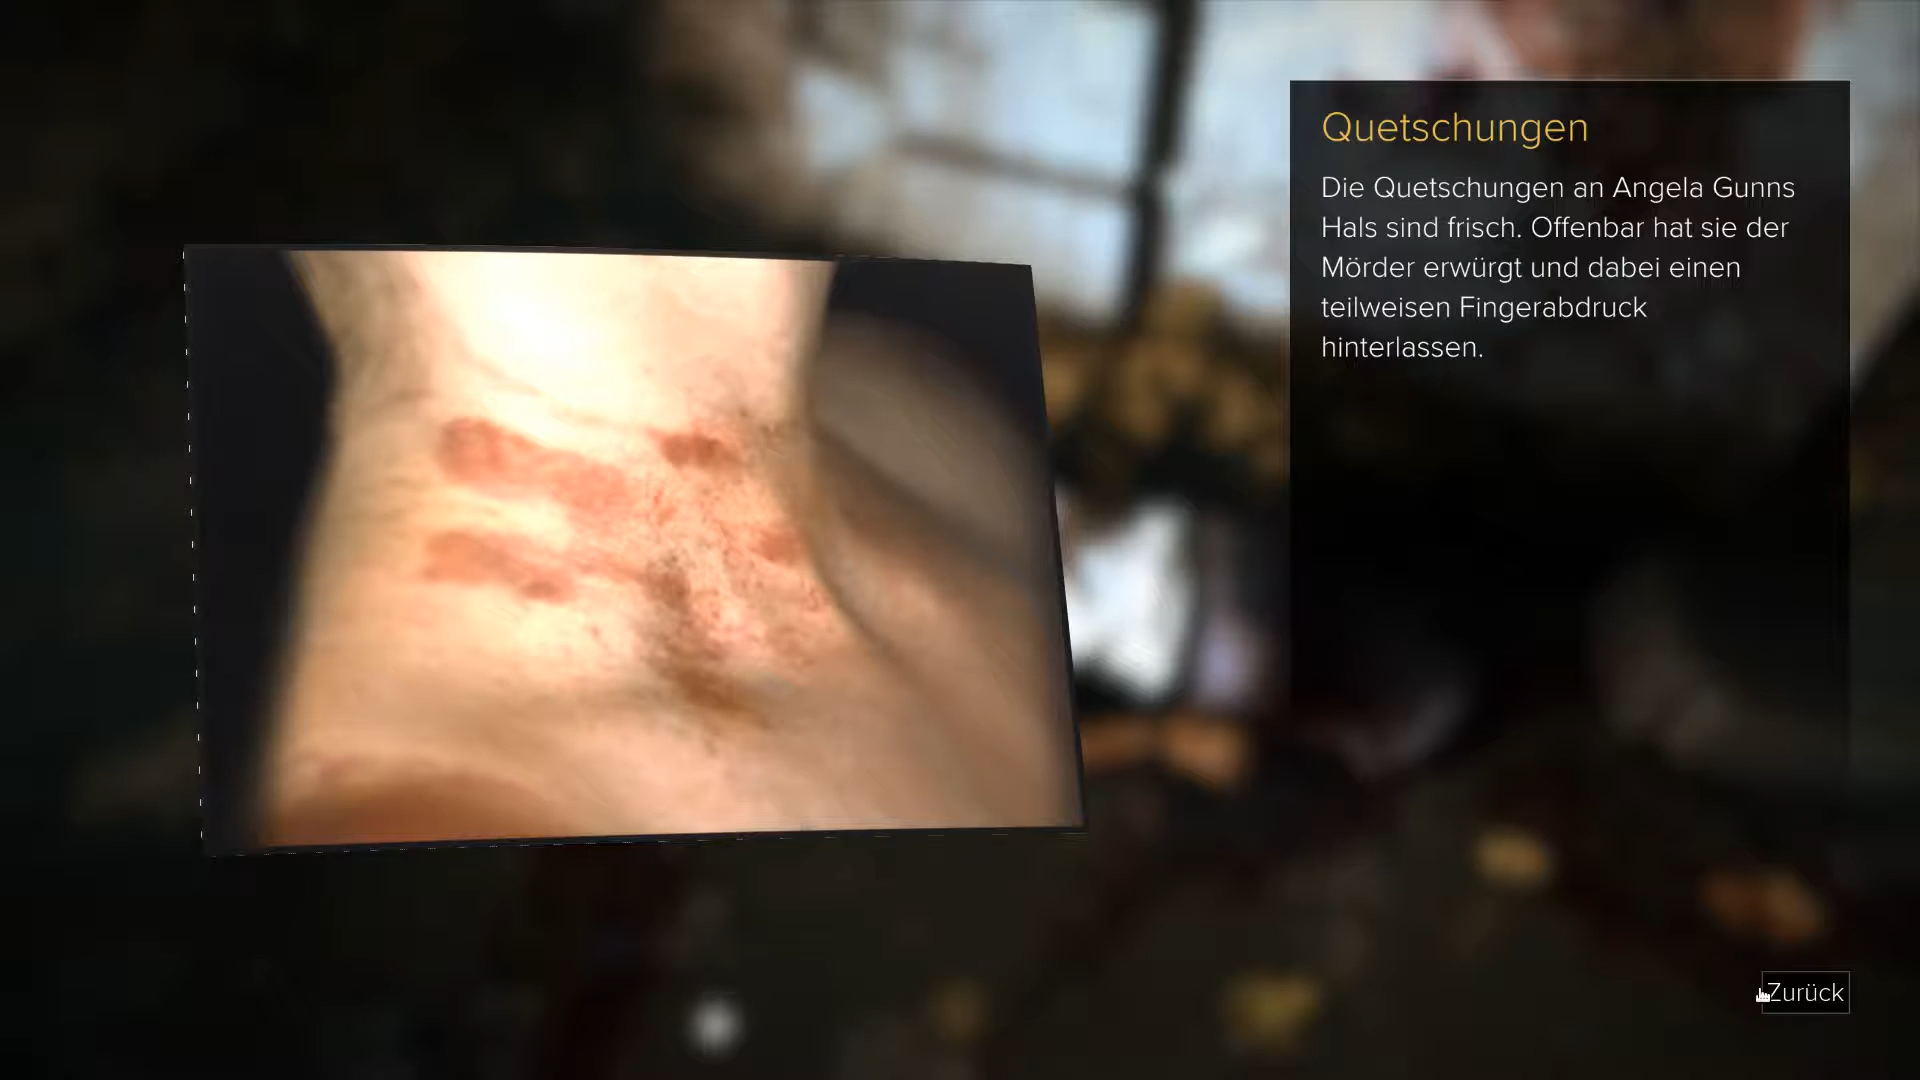 Quetschungen
Die Quetschungen an Angela Gunns
Hals sind frisch. Offenbar hat sie der
Mörder erwürgt und dabei einen
teilweisen Fingerabdruck
hinterlassen.
Zurück